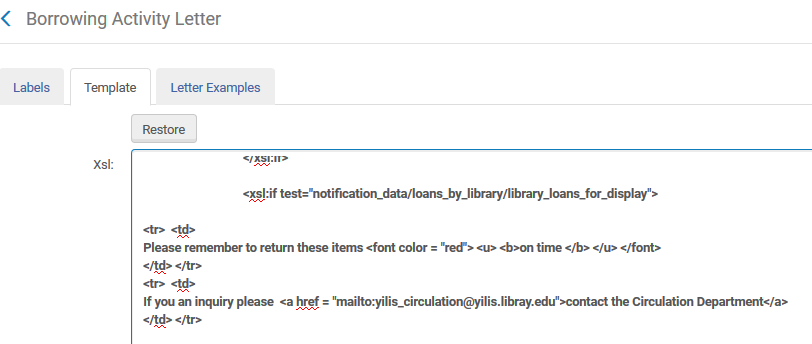 Borrowing Activity Letter
Labels Template Letter Examples
Restore
Xsl:
</xsl:if>
<xsl:if test="notification_data/loans_by_library/library_loans_for_display">
<tr> <td>
Please remember to return these items <font color = "red"> <u> <b>on time </b> </u> </font>
</td> </tr>
<tr> <td>
If you an inquiry please <a href = "mailto:yilis_circulation@yilis.libray.edu">contact the Circulation Department</a>
</td> </tr>